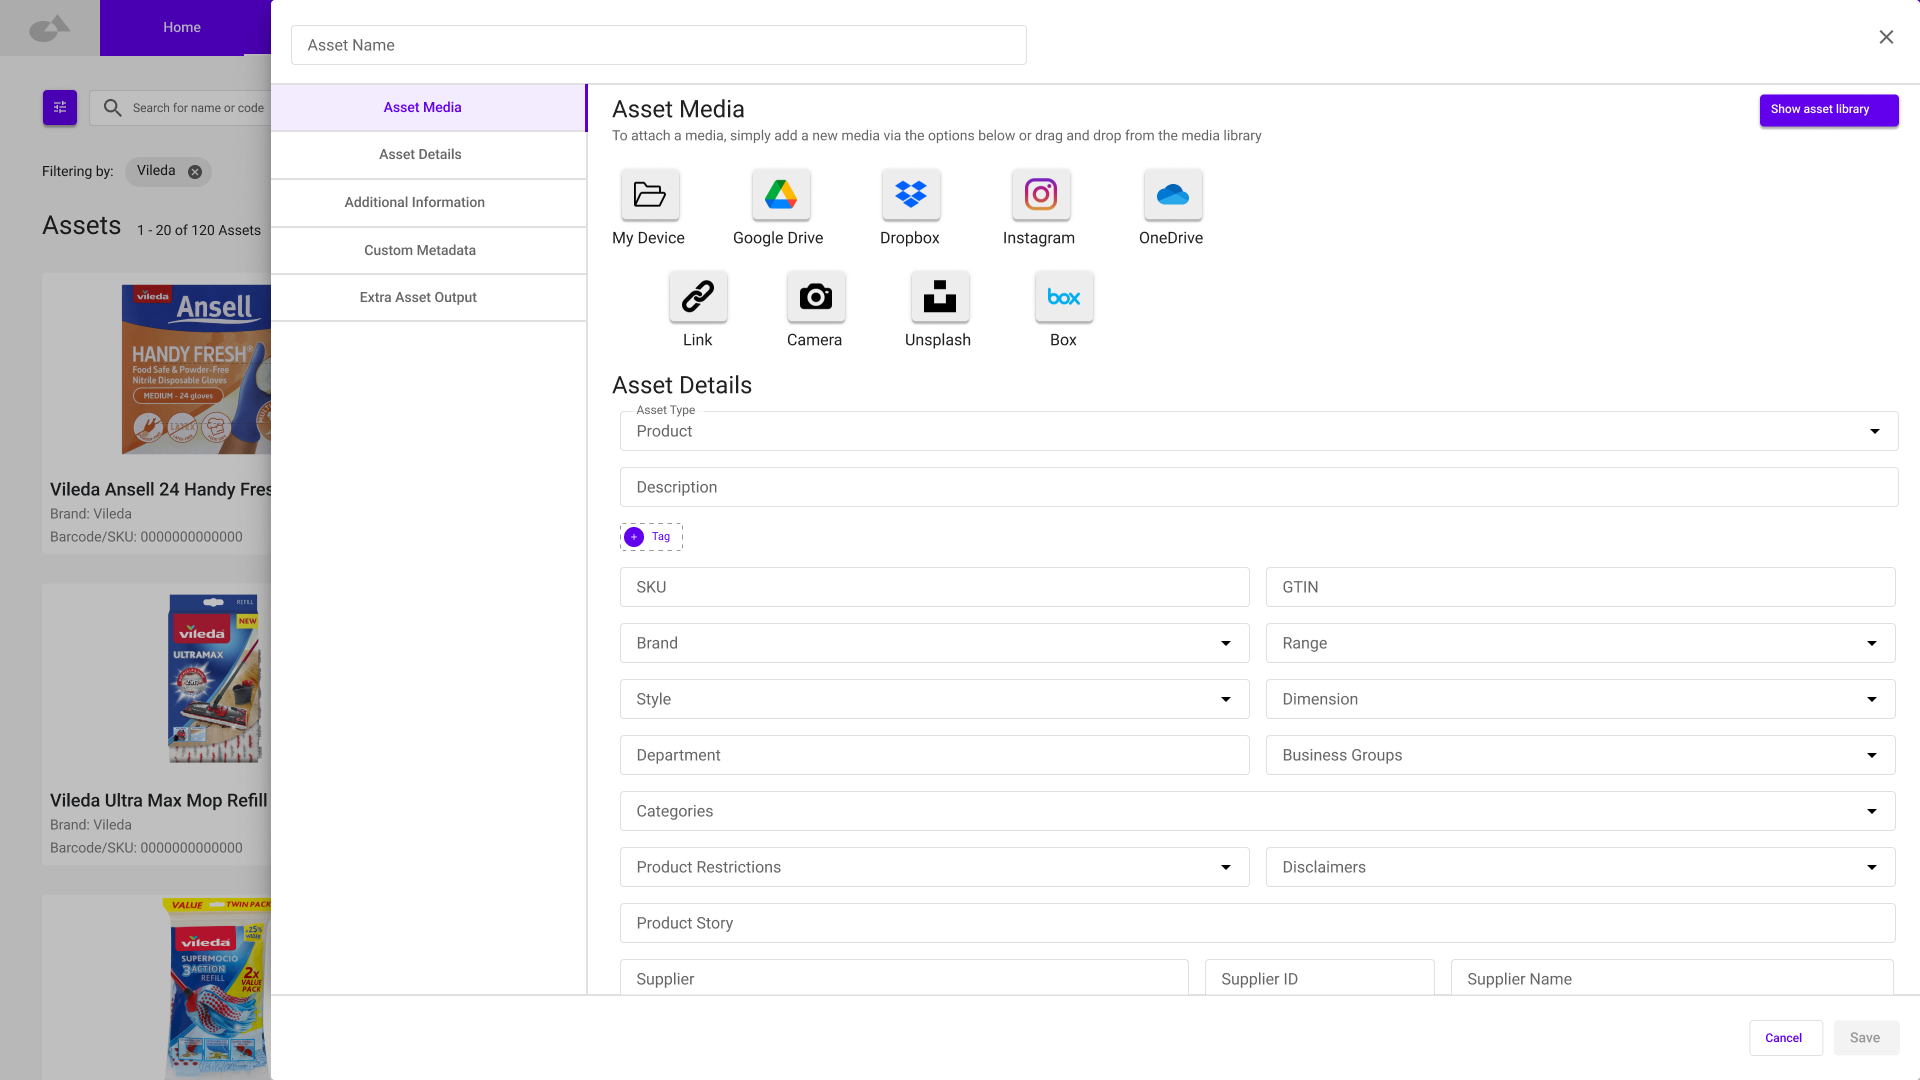 Home
Asset Name
Search for name or code
Filtering by:
Vileda
Assets
1 - 20 of 120 Assets
vileda
Ansell
HANDY FRESH®
Food Safe & Powder-Free
Nitrile Disposable Gloves
MEDIUM - 24 gloves
Vileda Ansell 24 Handy Fres
Brand: Vileda
Barcode/SKU: 0000000000000
REFILL
NEW
vileda
ULTRAMAX
Vileda Ultra Max Mop Refill
Brand: Vileda
Barcode/SKU: 0000000000000
VALUE
TWIN PACK
vileda
SUPERMOCIO
3ACTION
REFILL
2x
VALUE
PACK
Asset Media
Asset Details
Additional Information
Custom Metadata
Extra Asset Output
Asset Media
Show asset library
To attach a media, simply add a new media via the options below or drag and drop from the media library
My Device
Google Drive
Dropbox
Instagram
OneDrive
box
Link
Camera
Unsplash
Box
Asset Details
Asset Type
Product
Description
+ Tag
SKU
GTIN
Brand
Range
Style
Dimension
Department
Business Groups
Categories
Product Restrictions
Disclaimers
Product Story
Supplier
Supplier ID
Supplier Name
Cancel
Save